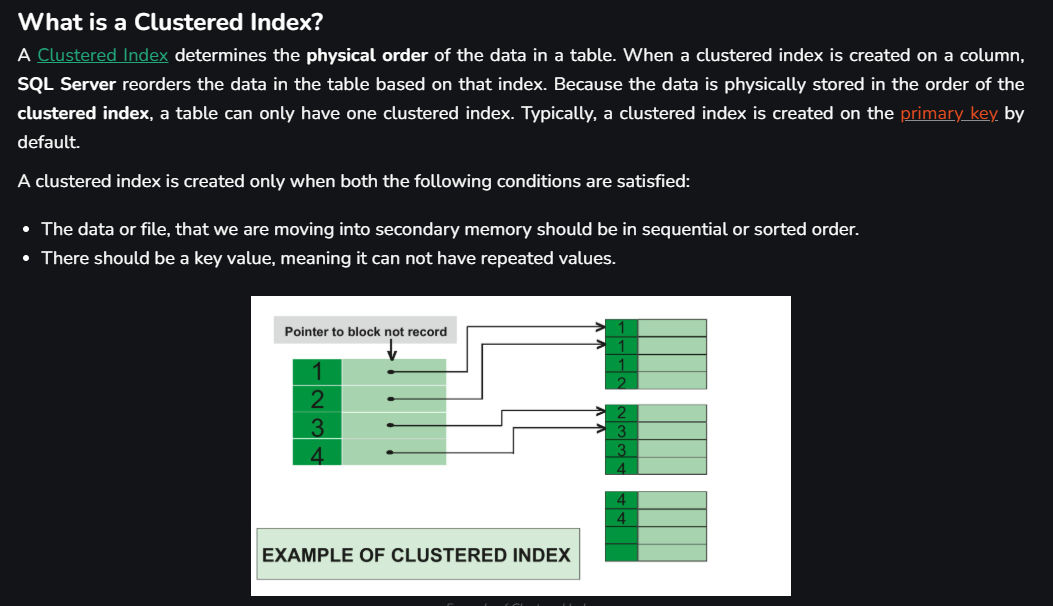 What is a Clustered Index?
A Clustered Index determines the physical order of the data in a table. When a clustered index is created on a column,
SQL Server reorders the data in the table based on that index. Because the data is physically stored in the order of the
clustered index, a table can only have one clustered index. Typically, a clustered index is created on the primary key by
default.
A clustered index is created only when both the following conditions are satisfied:
• The data or file, that we are moving into secondary memory should be in sequential or sorted order.
• There should be a key value, meaning it can not have repeated values.
Pointer to block not record
1
2
3
4
1
1
1
2
2
3
3
4
4
4
EXAMPLE OF CLUSTERED INDEX